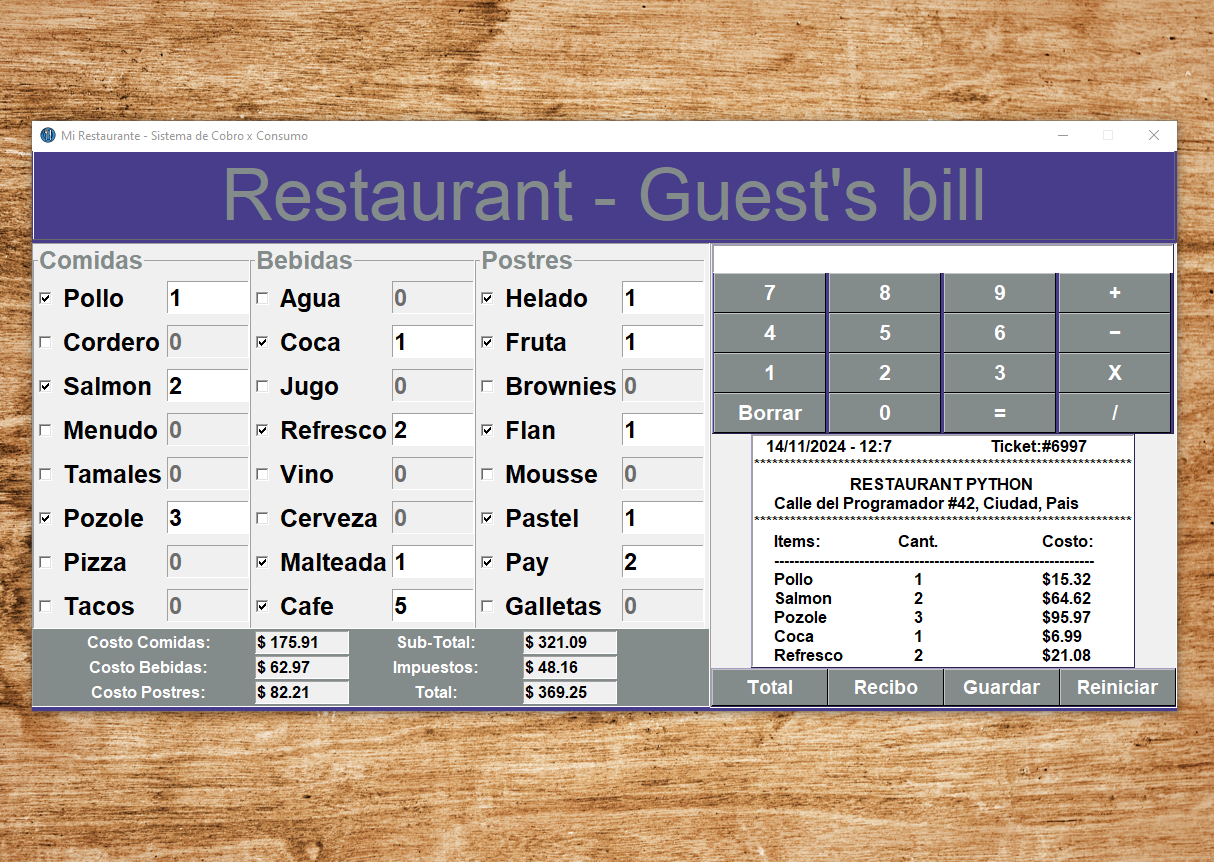 Mi Restaurante - Sistema de Cobro x Consumo
Restaurant - Guest's bill
Comidas
Pollo 1
Cordero 0
Salmon 2
Menudo 0
Tamales 0
Pozole 3
Pizza 0
Tacos 0
Bebidas
Agua 0
Coca 1
Jugo 0
Refresco 2
Vino 0
Cerveza 0
Malteada 1
Cafe 5
Postres
Helado 1
Fruta 1
Brownies 0
Flan 1
Mousse 0
Pastel 1
Pay 2
Galletas 0
Costo Comidas: $ 175.91 Sub-Total: $ 321.09
Costo Bebidas: $ 62.97 Impuestos: $ 48.16
Costo Postres: $ 82.21 Total: $ 369.25
7 8 9 +
4 5 6 −
1 2 3 X
Borrar 0 = /
14/11/2024 - 12:7 Ticket:#6997
***************************************************************
RESTAURANT PYTHON
Calle del Programador #42, Ciudad, Pais
***************************************************************
Items: Cant. Costo:
----------------------------------------------------------------
Pollo 1 $15.32
Salmon 2 $64.62
Pozole 3 $95.97
Coca 1 $6.99
Refresco 2 $21.08
Total Recibo Guardar Reiniciar